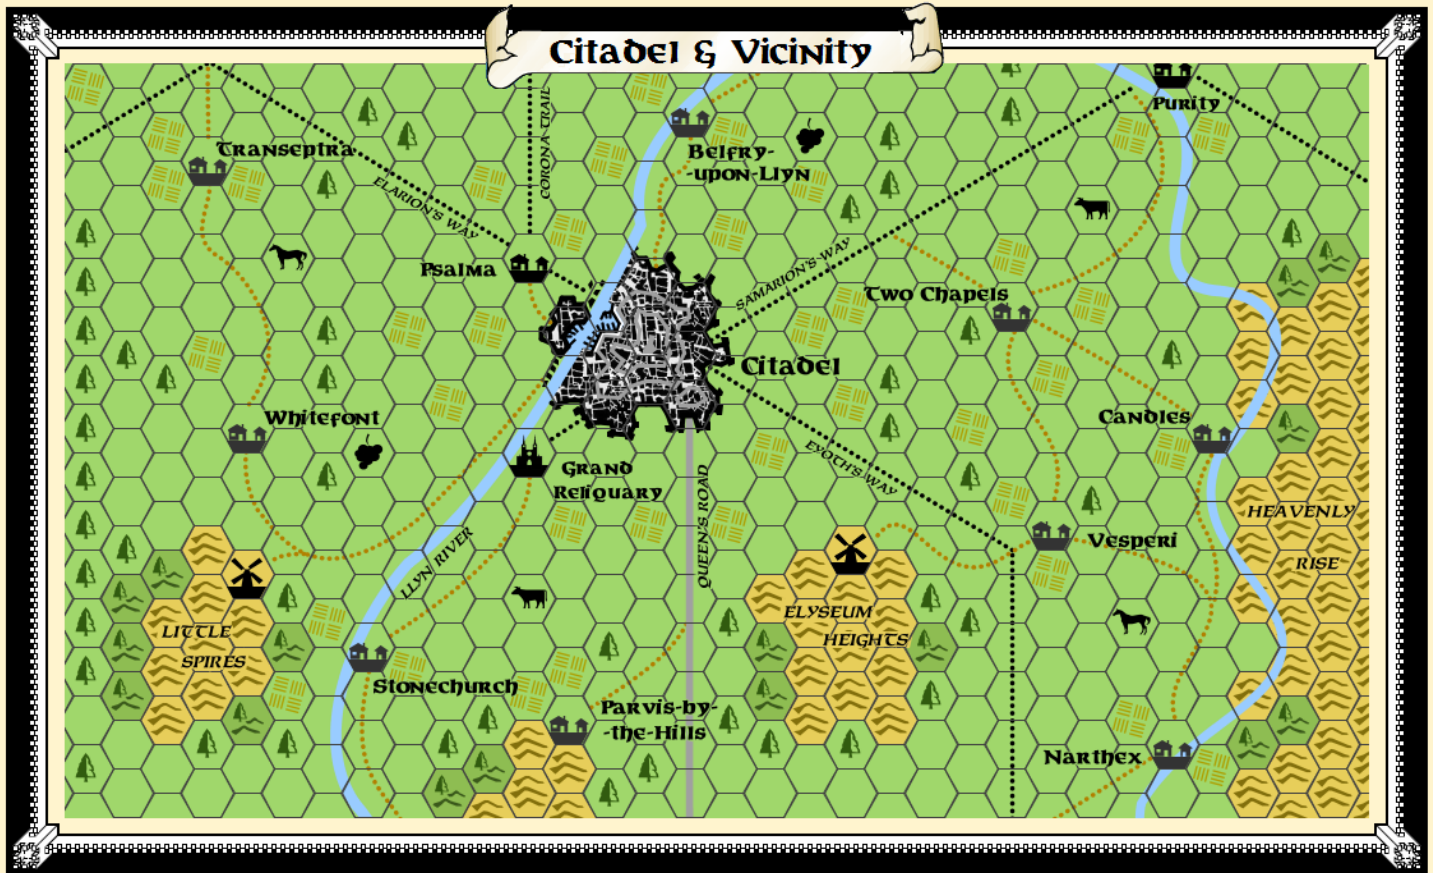 Citadel & Vicinity
Purity
Transeptra
CORONA-TRAIL
Belfry-
-upon-Llyn
ELARION'S WAY
Psalma
SAMARION'S-WAY
Two Chapels
Citadel
Whitefont
Candles
EYOTH'S-WAY
Grand
Reliquary
QUEEN'S ROAD
HEAVENLY
RISE
LLYN RIVER
Vesperi
ELYSEUM
HEIGHTS
LITTLE
SPIRES
Stonechurch
Parvis-by-
-the-Hills
Narthex